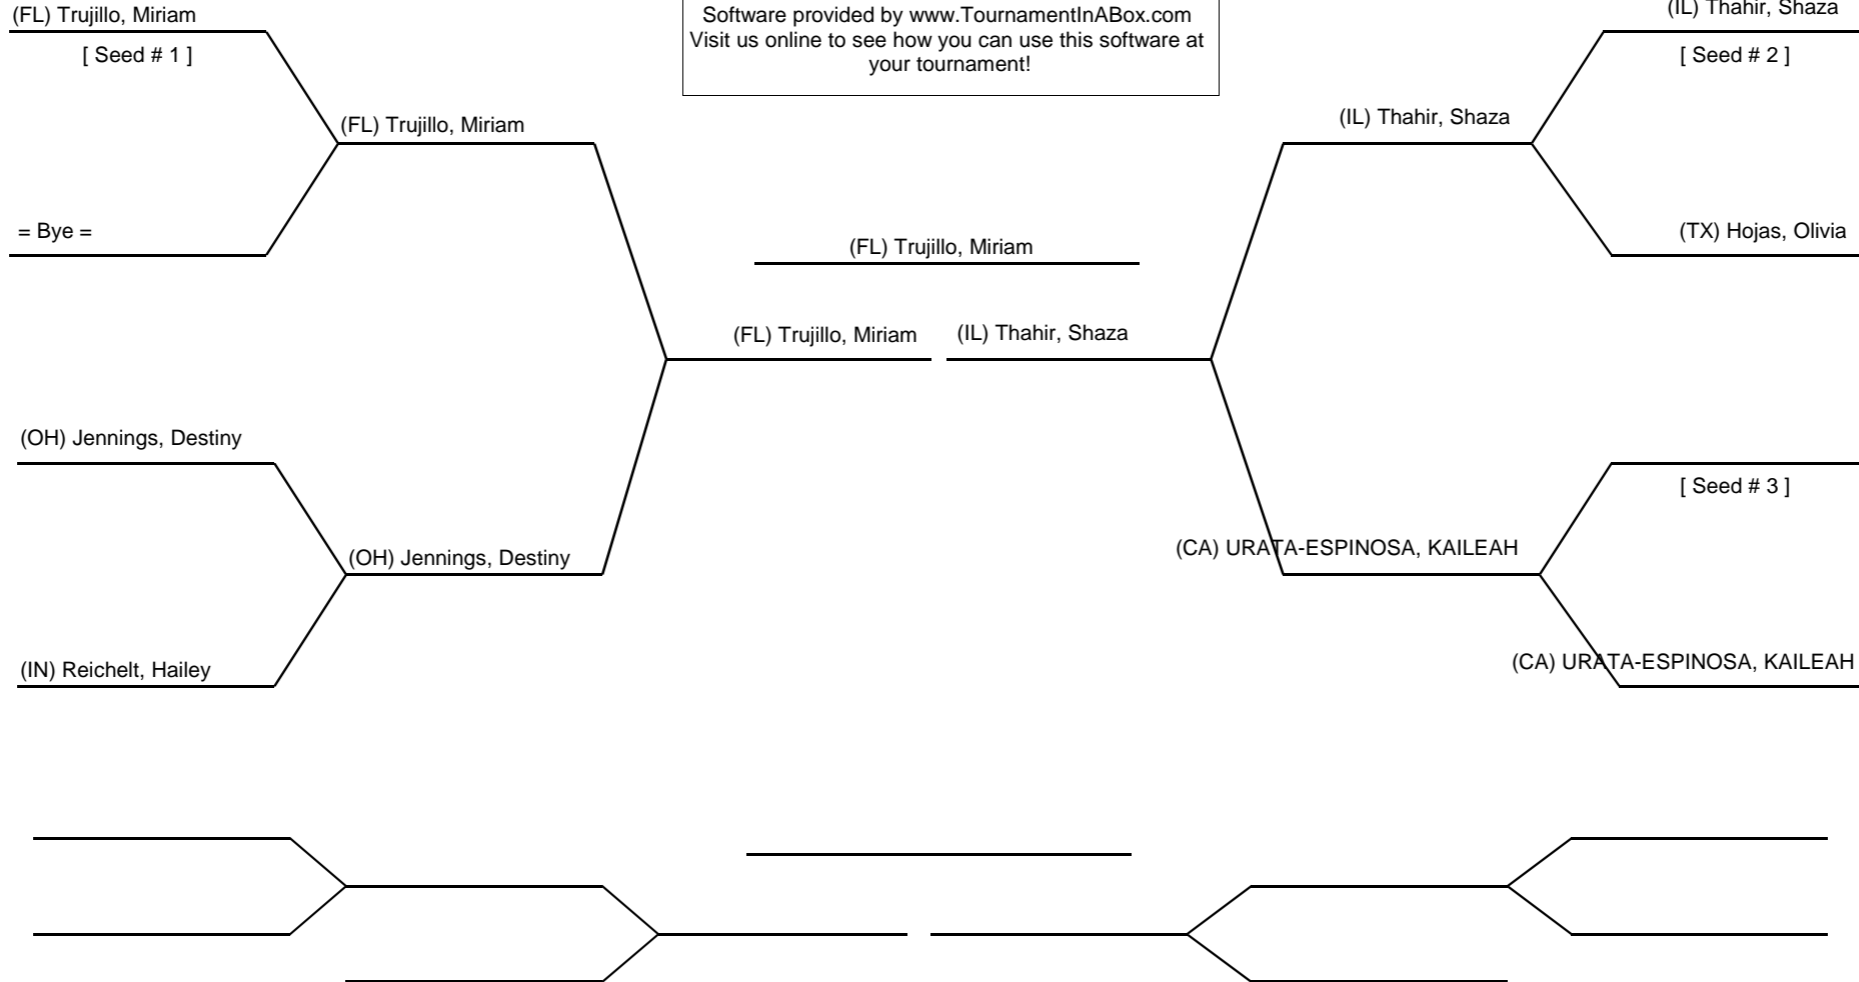 (FL) Trujillo, Miriam
[ Seed # 1 ]
Software provided by www.TournamentInABox.com
Visit us online to see how you can use this software at
your tournament!
(IL) Thahir, Shaza
[ Seed # 2 ]
(FL) Trujillo, Miriam
(IL) Thahir, Shaza
= Bye =
(FL) Trujillo, Miriam
(TX) Hojas, Olivia
(FL) Trujillo, Miriam
(IL) Thahir, Shaza
(OH) Jennings, Destiny
[ Seed # 3 ]
(OH) Jennings, Destiny
(CA) URATA-ESPINOSA, KAILEAH
(IN) Reichelt, Hailey
(CA) URATA-ESPINOSA, KAILEAH